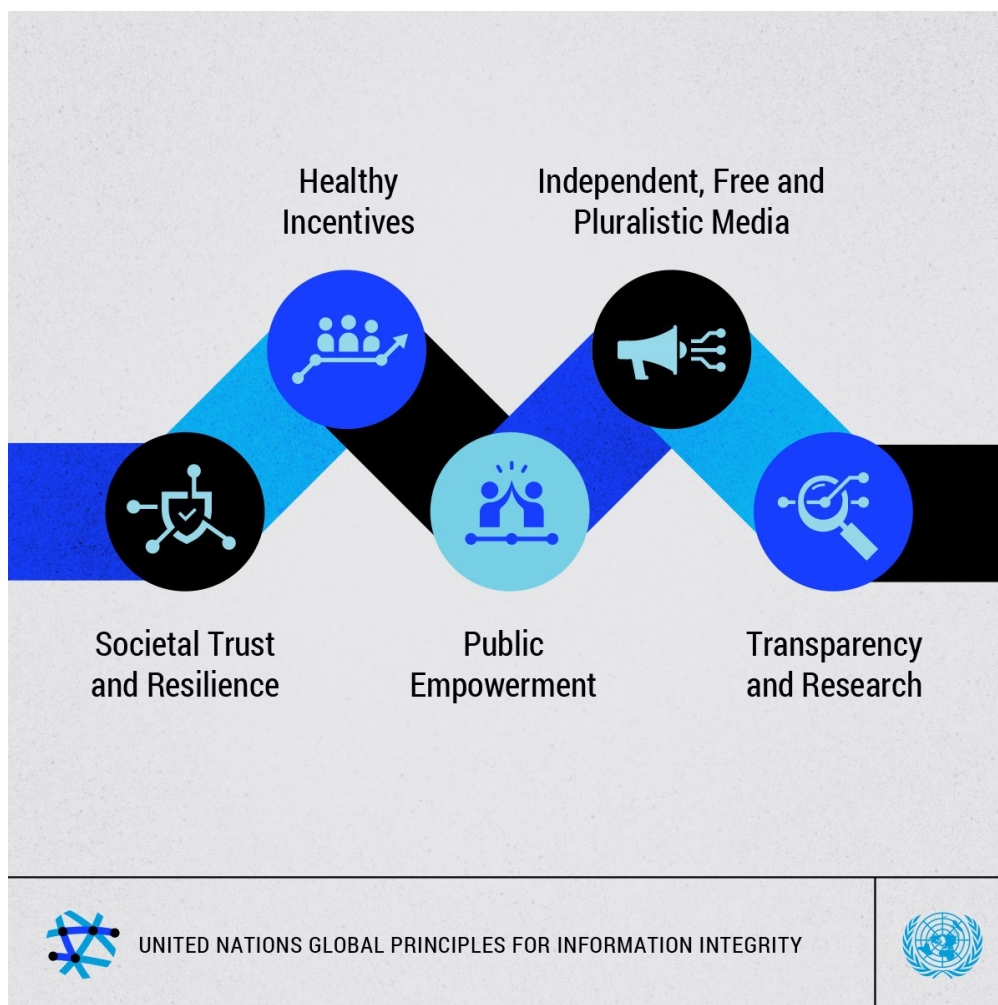 Healthy
Incentives
Independent, Free and
Pluralistic Media
Societal Trust
and Resilience
Public
Empowerment
Transparency
and Research
UNITED NATIONS GLOBAL PRINCIPLES FOR INFORMATION INTEGRITY